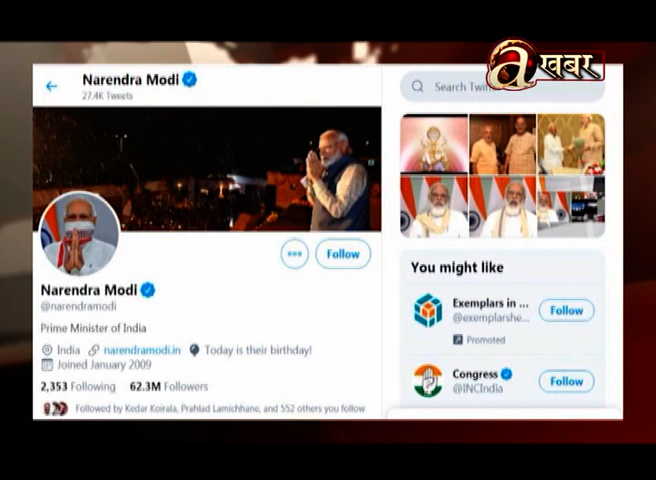 a खबर
Narendra Modi
27.4K Tweets
Search Twitt
Narendra Modi
@narendramodi
Prime Minister of India
India narendramodi.in Today is their birthday!
Joined January 2009
2,353 Following 62.3M Followers
Followed by Kedar Koirala, Prahlad Lamichhane, and 552 others you follow
Follow
You might like
Exemplars in ...
@exemplarshe...
Promoted
Follow
Congress
@INCIndia
Follow